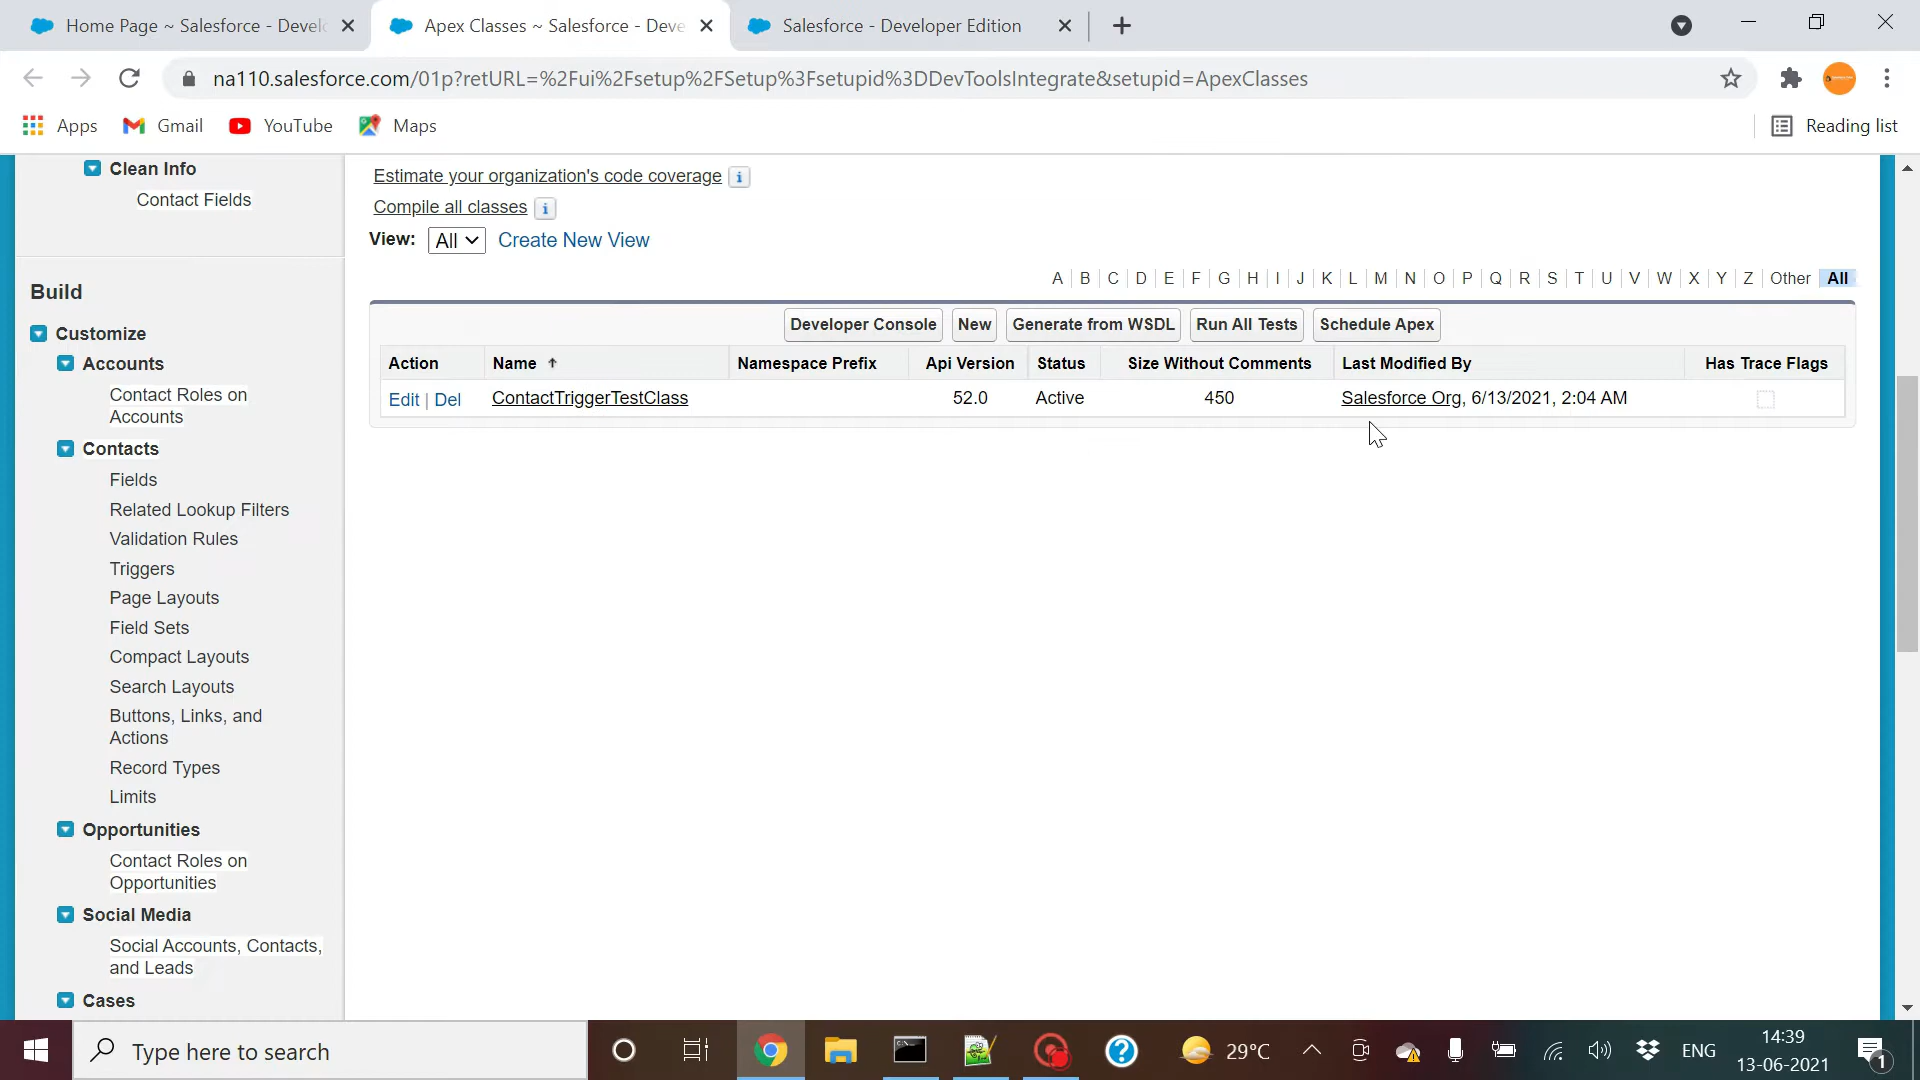 Home Page ~ Salesforce - Develo
Apex Classes ~ Salesforce - Deve
Salesforce - Developer Edition
na110.salesforce.com/01p?retURL=%2Fui%2Fsetup%2FSetup%3Fsetupid%3DDevToolsIntegrate&setupid=ApexClasses
Apps
Gmail
YouTube
Maps
Reading list
Clean Info
Contact Fields
Build
Customize
Accounts
Contact Roles on
Accounts
Contacts
Fields
Related Lookup Filters
Validation Rules
Triggers
Page Layouts
Field Sets
Compact Layouts
Search Layouts
Buttons, Links, and
Actions
Record Types
Limits
Opportunities
Contact Roles on
Opportunities
Social Media
Social Accounts, Contacts,
and Leads
Cases
Estimate your organization's code coverage i
Compile all classes i
View: All Create New View
A | B | C | D | E | F | G | H | I | J | K | L | M | N | O | P | Q | R | S | T | U | V | W | X | Y | Z | Other | All
Developer Console New Generate from WSDL Run All Tests Schedule Apex
Action Name ↑ Namespace Prefix Api Version Status Size Without Comments Last Modified By Has Trace Flags
Edit | Del ContactTriggerTestClass 52.0 Active 450 Salesforce Org, 6/13/2021, 2:04 AM
Type here to search
29°C
ENG
14:39
13-06-2021
1